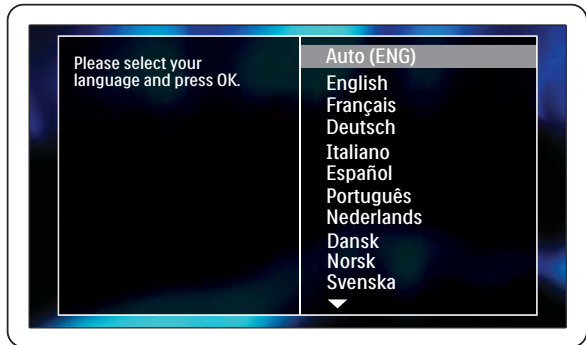 Please select your
language and press OK.
Auto (ENG)
English
Français
Deutsch
Italiano
Español
Português
Nederlands
Dansk
Norsk
Svenska